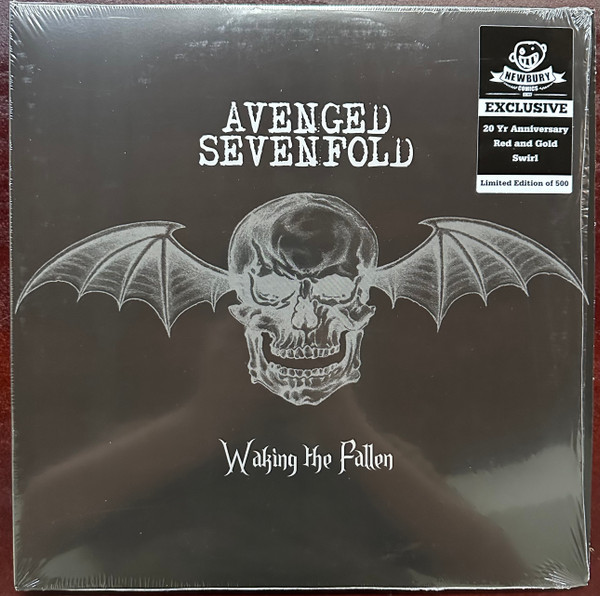 AVENGED
SEVENFOLD
NEWBURY
COMICS
EXCLUSIVE
20 Yr Anniversary
Red and Gold
Swirl
Limited Edition of 500
Waking the Fallen